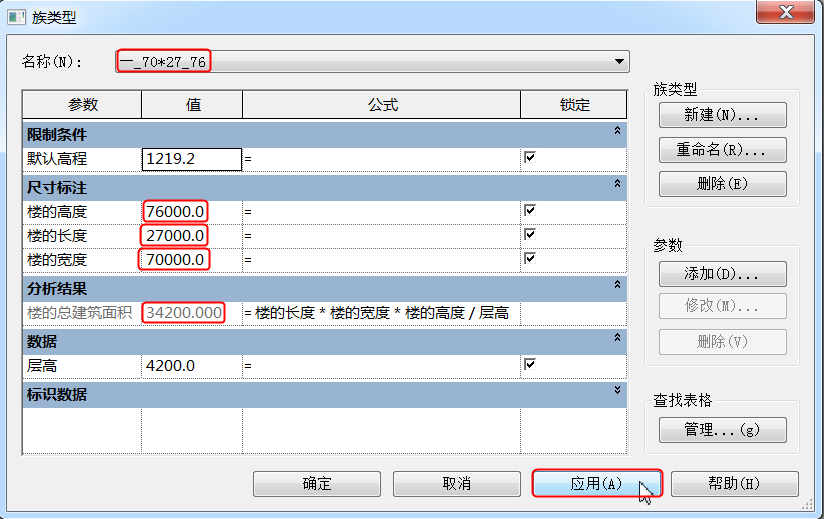 族类型
名称(N)： 一_70*27_76
参数 值 公式 锁定
限制条件
默认高程 1219.2 =
尺寸标注
楼的高度 76000.0 =
楼的长度 27000.0 =
楼的宽度 70000.0 =
分析结果
楼的总建筑面积 34200.000 = 楼的长度 * 楼的宽度 * 楼的高度 / 层高
数据
层高 4200.0 =
标识数据
族类型
新建(N)...
重命名(R)...
删除(E)
参数
添加(D)...
修改(M)...
删除(V)
查找表格
管理...(g)
确定 取消 应用(A) 帮助(H)